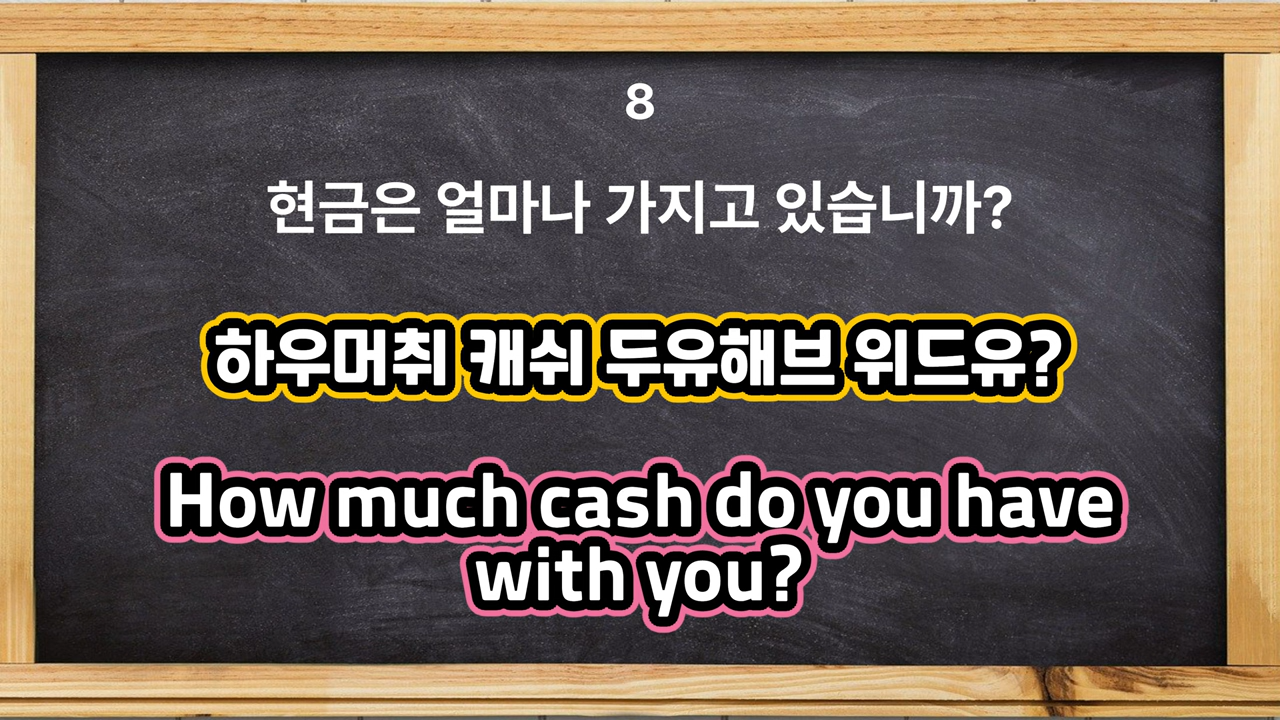 8
현금은 얼마나 가지고 있습니까?
하우머취 캐쉬 두유해브 위드유?
How much cash do you have
with you?